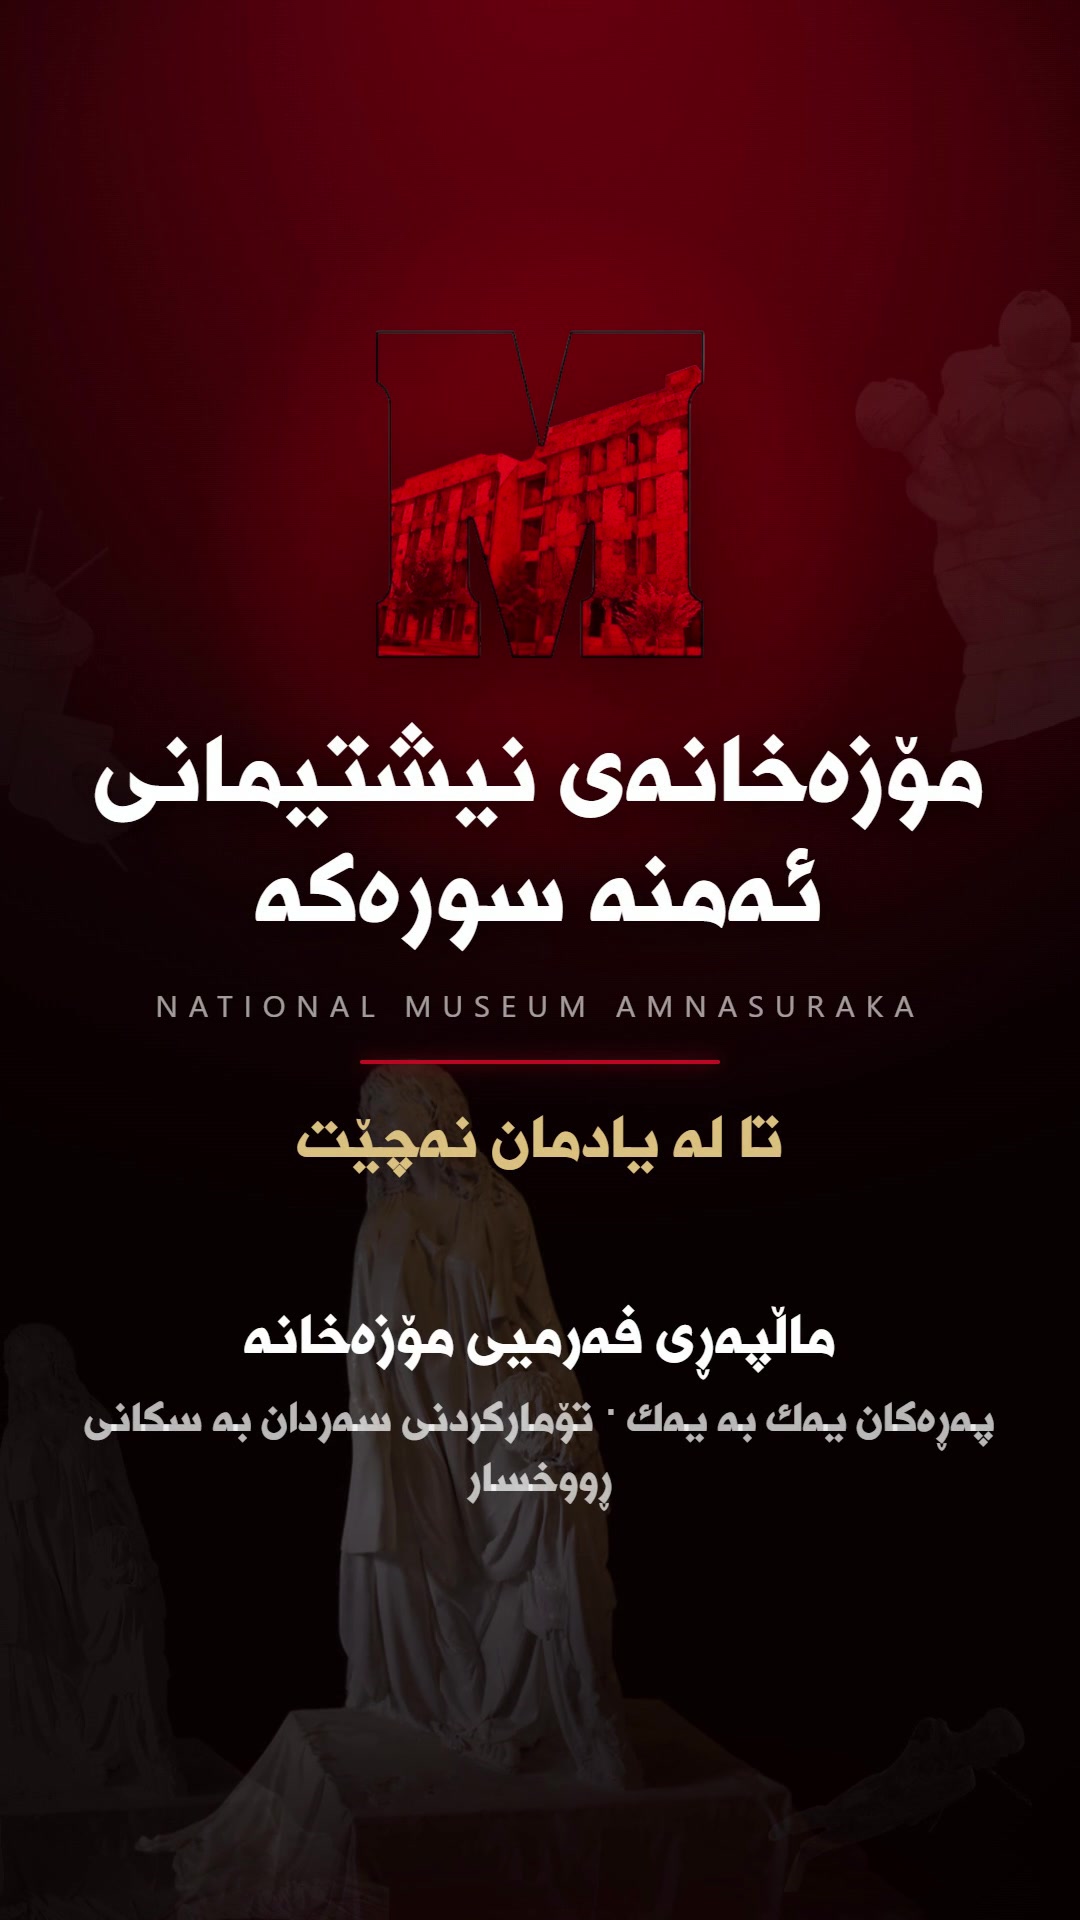 مۆزەخانەی نیشتیمانی
ئەمنە سورەکە
NATIONAL MUSEUM AMNASURAKA
تا لە یادمان نەچێت
ماڵپەڕی فەرمیی مۆزەخانە
پەڕەکان یەك بە یەك · تۆمارکردنی سەردان بە سکانی
ڕووخسار